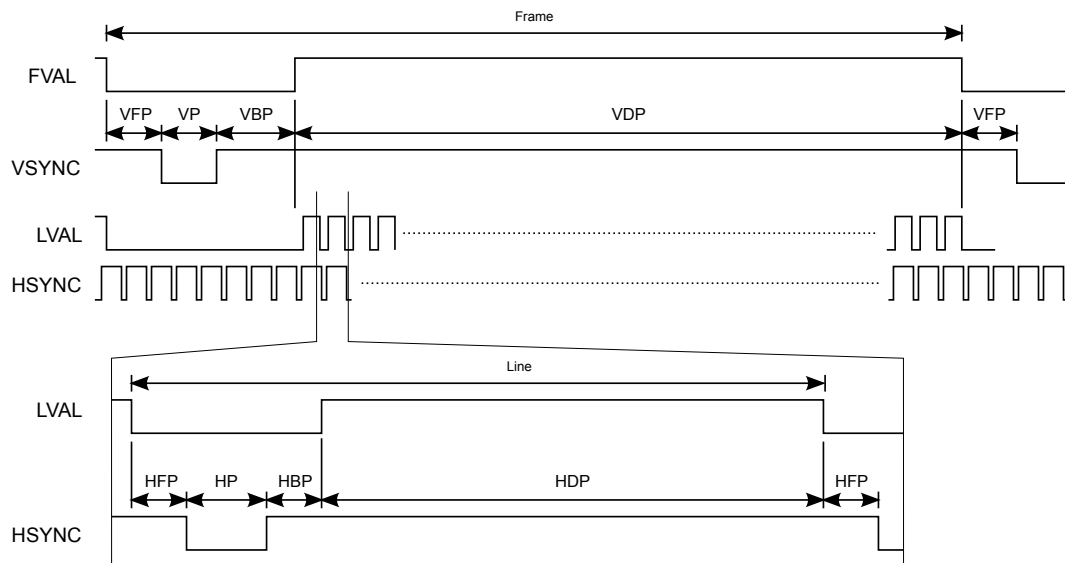 Frame
FVAL
VFP VP VBP VDP VFP
VSYNC
LVAL
HSYNC
Line
LVAL
HFP HP HBP HDP HFP
HSYNC